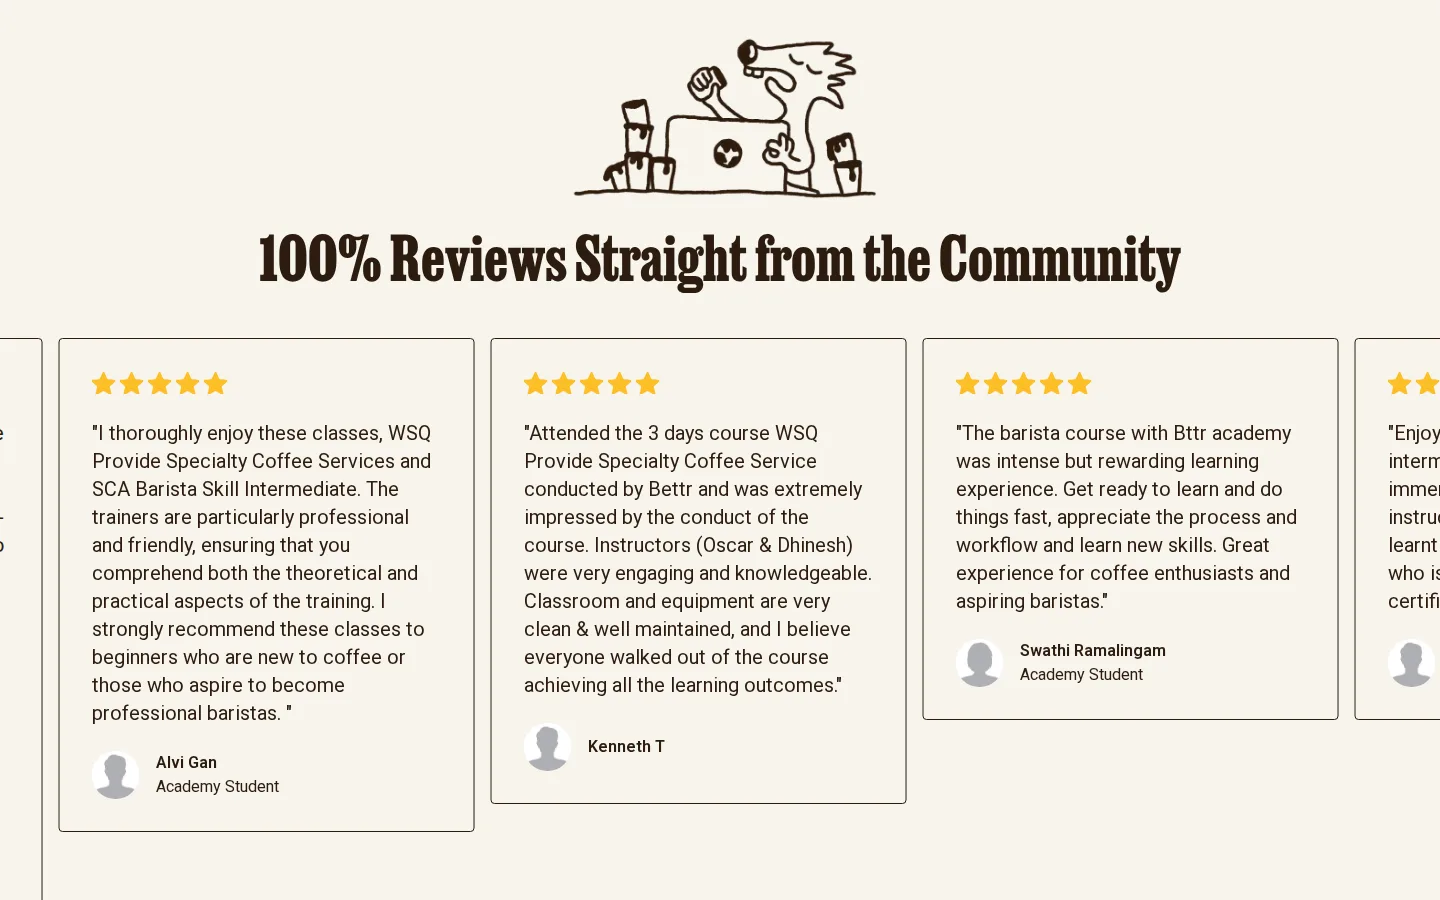 100% Reviews Straight from the Community
"I thoroughly enjoy these classes, WSQ
Provide Specialty Coffee Services and
SCA Barista Skill Intermediate. The
trainers are particularly professional
and friendly, ensuring that you
comprehend both the theoretical and
practical aspects of the training. I
strongly recommend these classes to
beginners who are new to coffee or
those who aspire to become
professional baristas. "
Alvi Gan
Academy Student
"Attended the 3 days course WSQ
Provide Specialty Coffee Service
conducted by Bettr and was extremely
impressed by the conduct of the
course. Instructors (Oscar & Dhinesh)
were very engaging and knowledgeable.
Classroom and equipment are very
clean & well maintained, and I believe
everyone walked out of the course
achieving all the learning outcomes."
Kenneth T
"The barista course with Bttr academy
was intense but rewarding learning
experience. Get ready to learn and do
things fast, appreciate the process and
workflow and learn new skills. Great
experience for coffee enthusiasts and
aspiring baristas."
Swathi Ramalingam
Academy Student
"Enjoy
learnt
who is